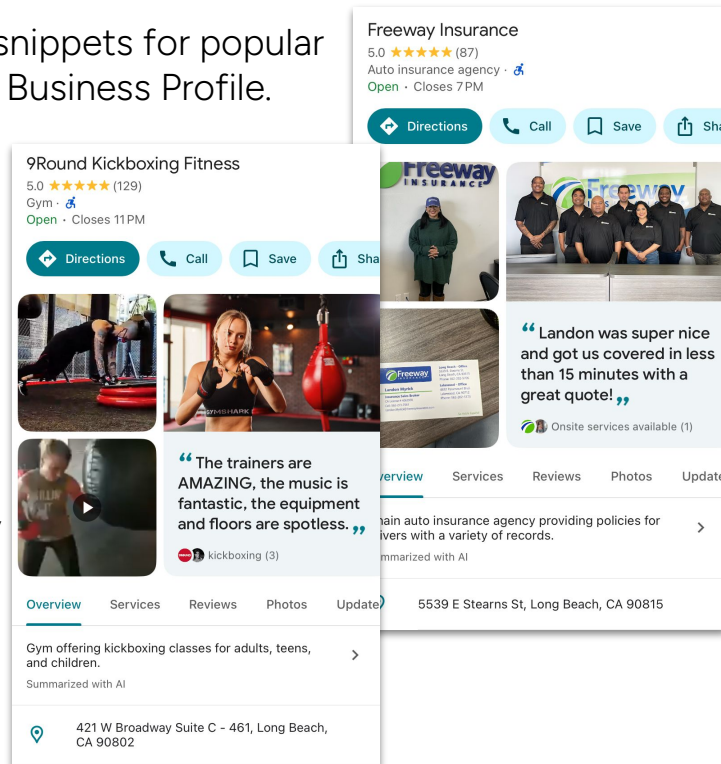 snippets for popular
Business Profile.
Freeway Insurance
5.0 ★★★★★ (87)
Auto insurance agency ·
Open · Closes 7 PM
Directions
Call
Save
Sha
Freeway
INSURANCE
Freeway
Freeway
Landon Myrick
“ Landon was super nice
and got us covered in less
than 15 minutes with a
great quote! ”
Onsite services available (1)
verview
Services
Reviews
Photos
Update
hain auto insurance agency providing policies for
ivers with a variety of records.
mmarized with AI
5539 E Stearns St, Long Beach, CA 90815
9Round Kickboxing Fitness
5.0 ★★★★★ (129)
Gym ·
Open · Closes 11 PM
Directions
Call
Save
Sha
GYMSHARK
“ The trainers are
AMAZING, the music is
fantastic, the equipment
and floors are spotless. ”
kickboxing (3)
Overview
Services
Reviews
Photos
Update
Gym offering kickboxing classes for adults, teens,
and children.
Summarized with AI
421 W Broadway Suite C - 461, Long Beach,
CA 90802